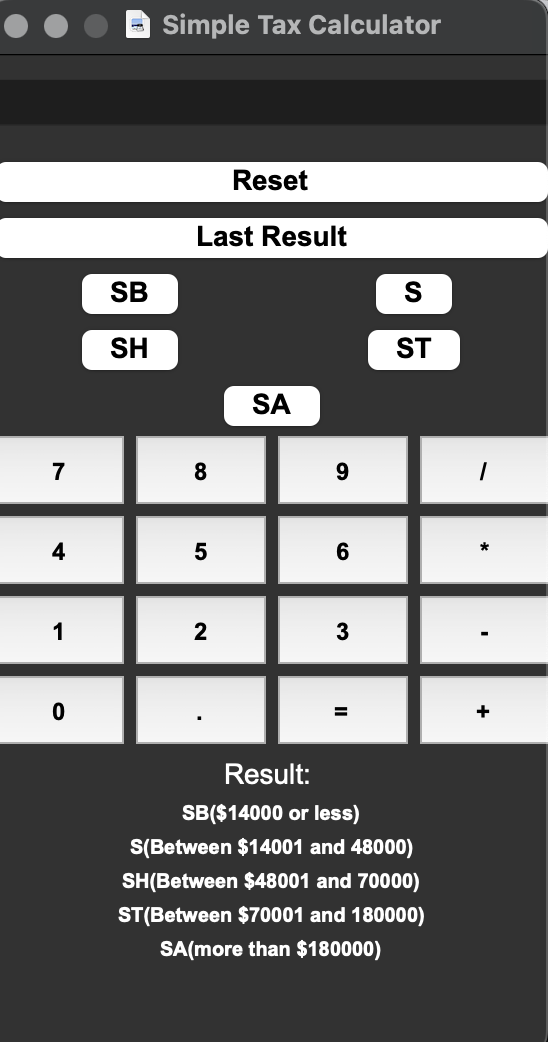 Simple Tax Calculator
Reset
Last Result
SB S
SH ST
SA
7 8 9 /
4 5 6 *
1 2 3 -
0 . = +
Result:
SB($14000 or less)
S(Between $14001 and 48000)
SH(Between $48001 and 70000)
ST(Between $70001 and 180000)
SA(more than $180000)